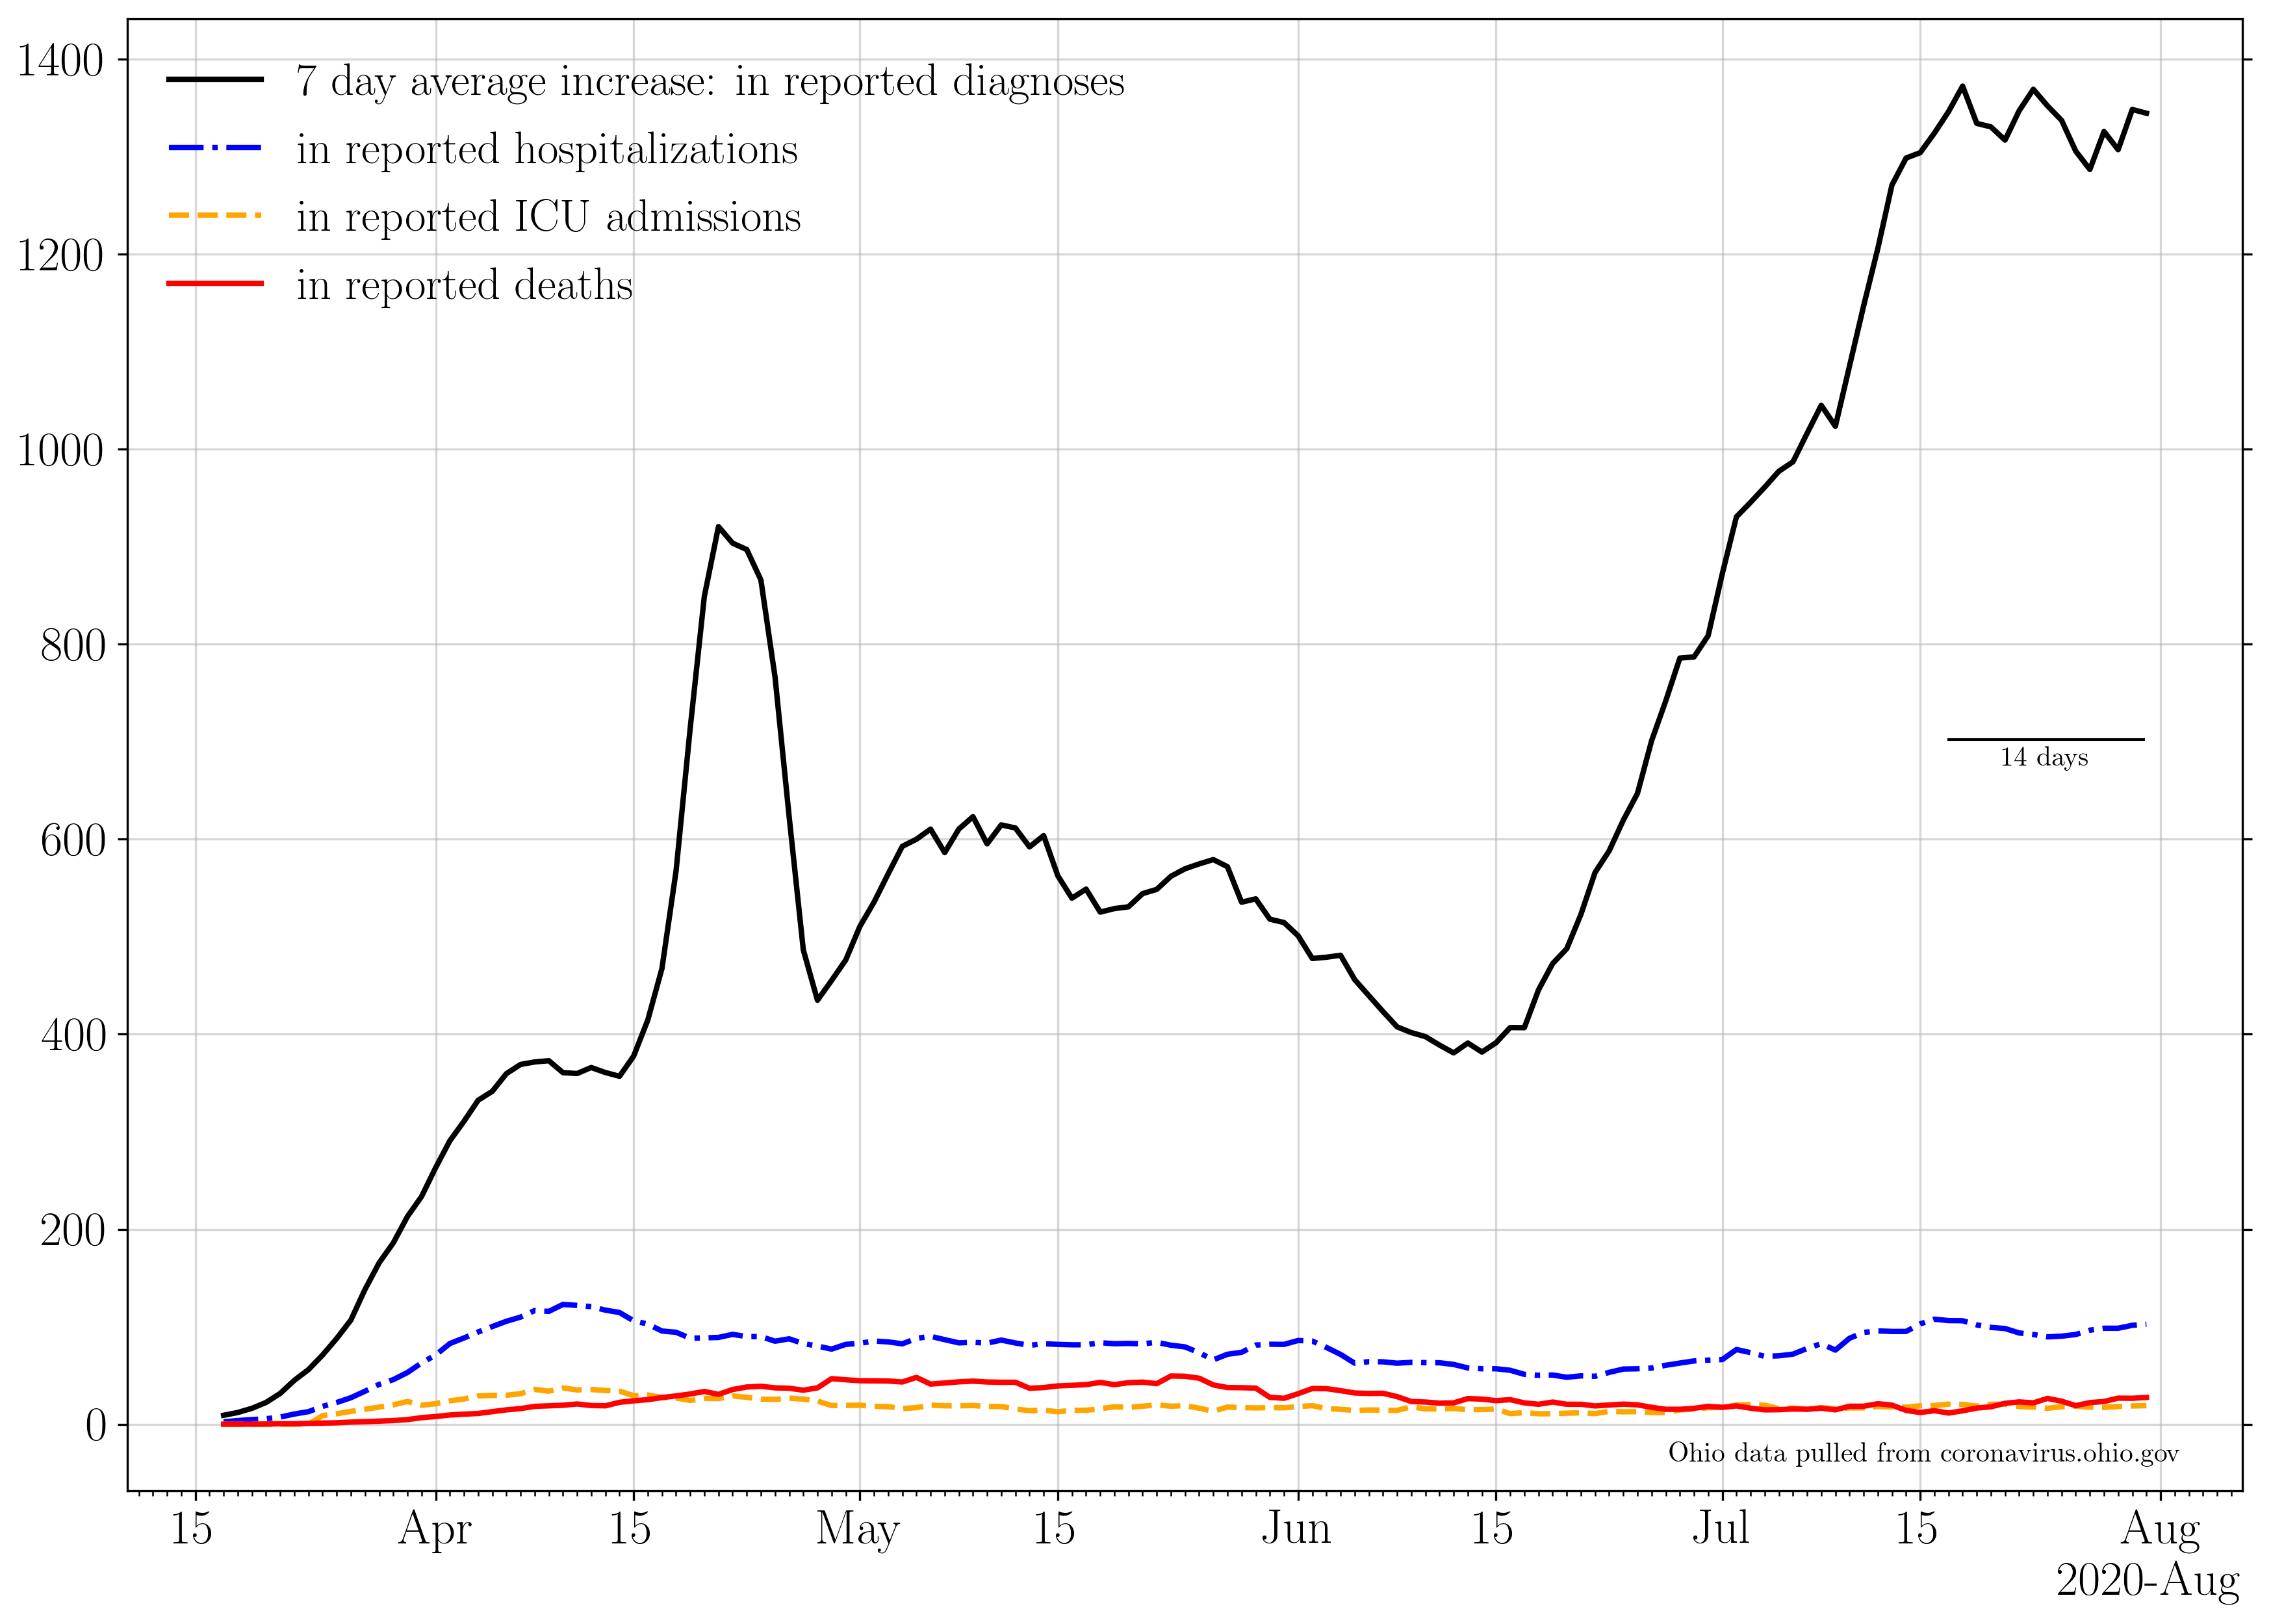 1400
7 day average increase: in reported diagnoses
in reported hospitalizations
1200
in reported ICU admissions
in reported deaths
1000
800
14 days
600
400
200
0
Ohio data pulled from coronavirus.ohio.gov
15 Apr 15 May 15 Jun 15 Jul 15 Aug
2020-Aug